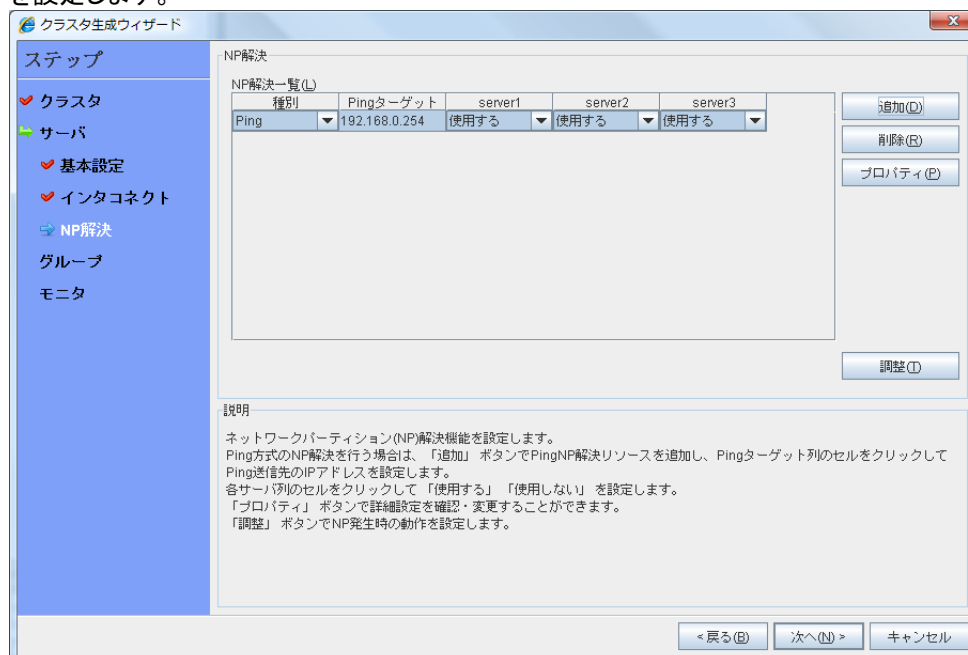 を設定します。
クラスタ生成ウィザード
ステップ
クラスタ
サーバ
基本設定
インタコネクト
NP解決
グループ
モニタ
NP解決
NP解決一覧(L)
種別 Pingターゲット server1 server2 server3
Ping 192.168.0.254 使用する 使用する 使用する
追加(D)
削除(R)
プロパティ(P)
調整(T)
説明
ネットワークパーティション(NP)解決機能を設定します。
Ping方式のNP解決を行う場合は、「追加」 ボタンでPingNP解決リソースを追加し、Pingターゲット列のセルをクリックして
Ping送信先のIPアドレスを設定します。
各サーバ列のセルをクリックして 「使用する」 「使用しない」 を設定します。
「プロパティ」 ボタンで詳細設定を確認・変更することができます。
「調整」 ボタンでNP発生時の動作を設定します。
<戻る(B) 次へ(N)> キャンセル